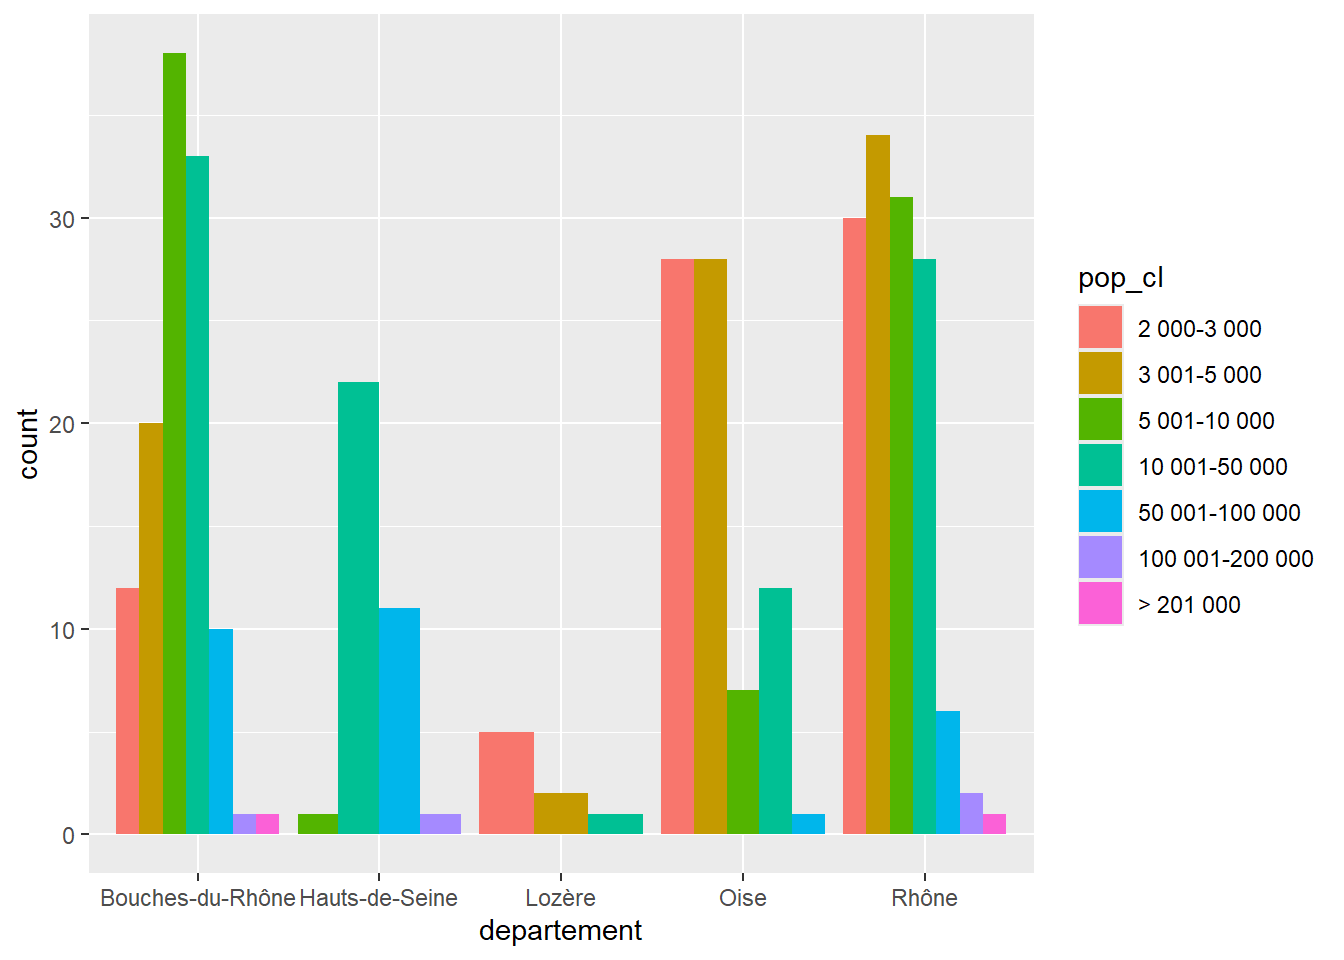 30
20
10
0
count
Bouches-du-Rhône Hauts-de-Seine Lozère Oise Rhône
departement
pop_cl
2 000-3 000
3 001-5 000
5 001-10 000
10 001-50 000
50 001-100 000
100 001-200 000
> 201 000